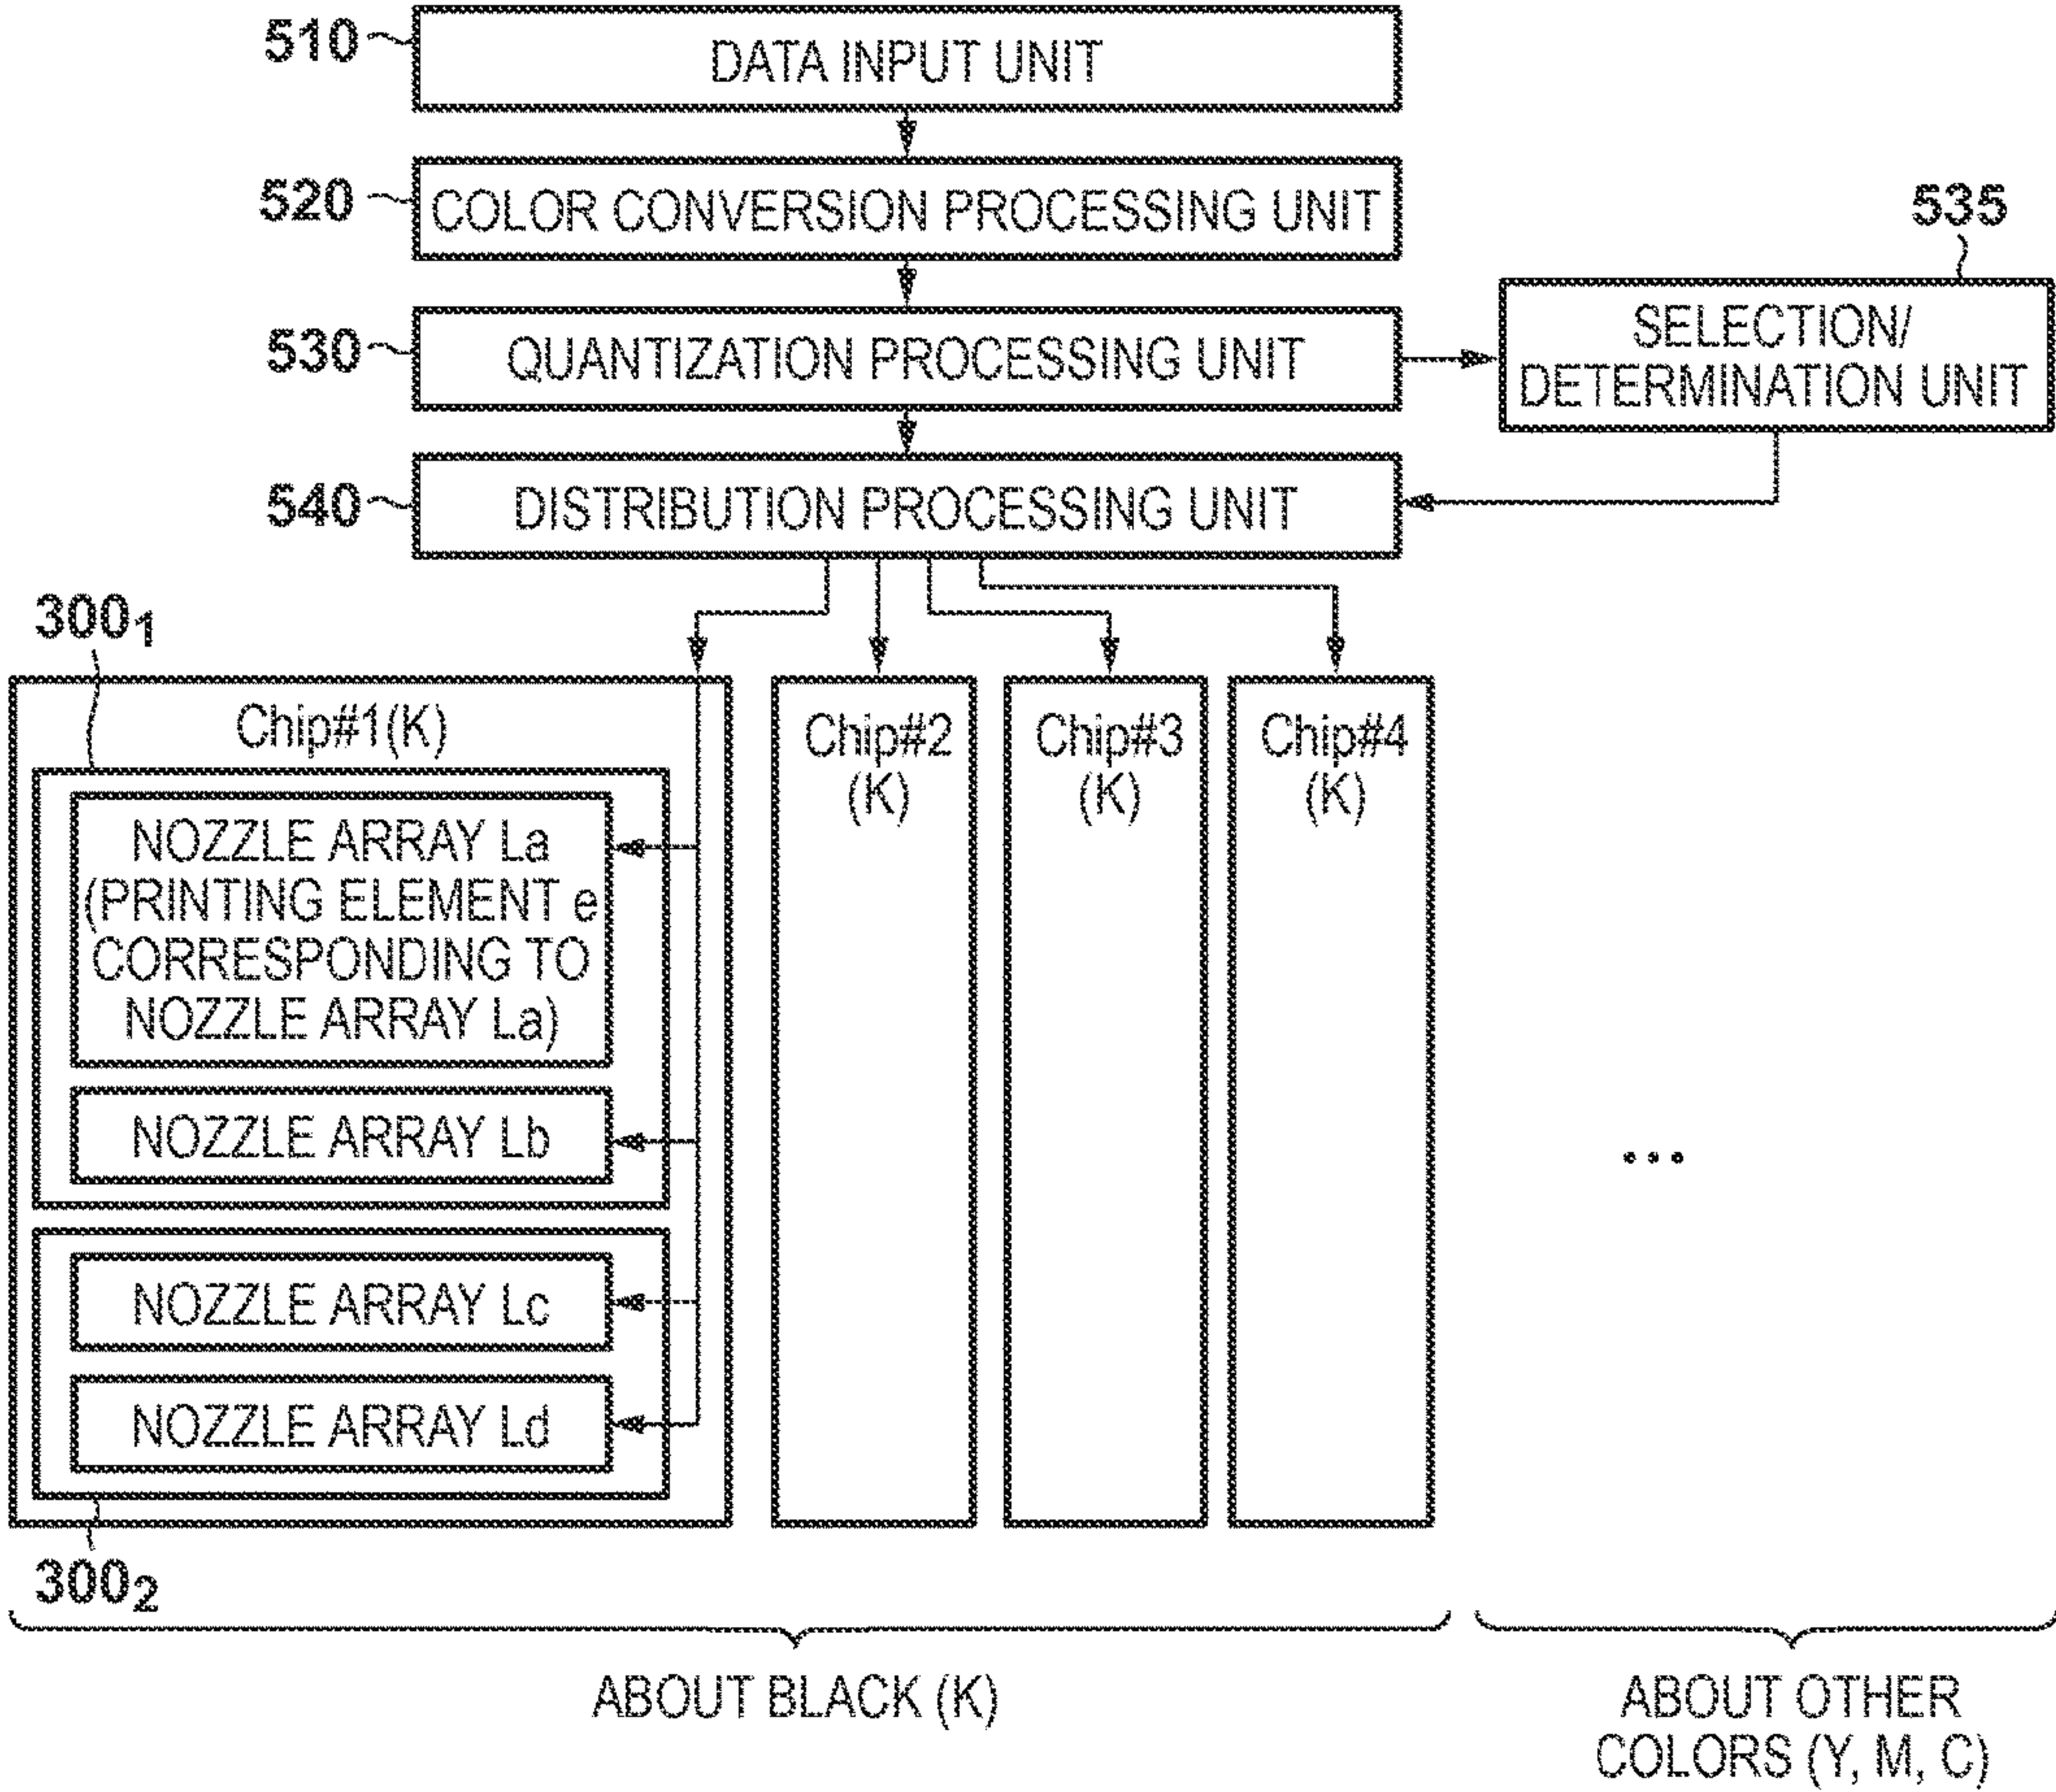 510
DATA INPUT UNIT
520
COLOR CONVERSION PROCESSING UNIT
535
530
QUANTIZATION PROCESSING UNIT
SELECTION/
DETERMINATION UNIT
540
DISTRIBUTION PROCESSING UNIT
300₁
Chip#1(K)
NOZZLE ARRAY La
(PRINTING ELEMENT e
CORRESPONDING TO
NOZZLE ARRAY La)
NOZZLE ARRAY Lb
NOZZLE ARRAY Lc
NOZZLE ARRAY Ld
300₂
Chip#2
(K)
Chip#3
(K)
Chip#4
(K)
...
ABOUT BLACK (K)
ABOUT OTHER
COLORS (Y, M, C)